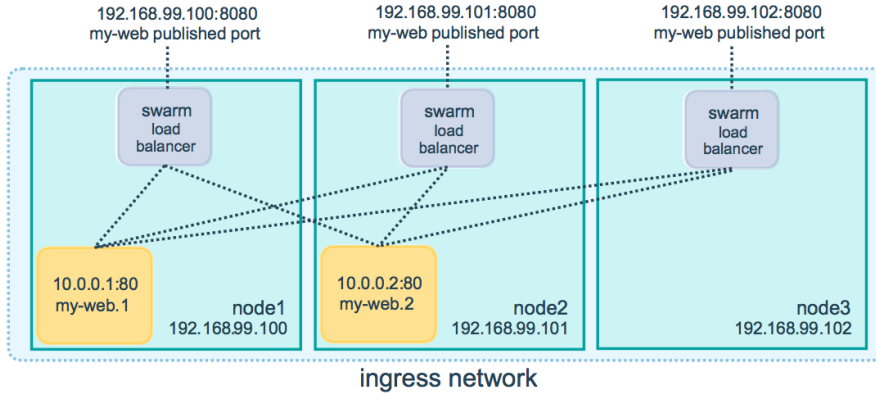 192.168.99.100:8080
my-web published port
192.168.99.101:8080
my-web published port
192.168.99.102:8080
my-web published port
swarm
load
balancer
swarm
load
balancer
swarm
load
balancer
10.0.0.1:80
my-web.1
node1
192.168.99.100
10.0.0.2:80
my-web.2
node2
192.168.99.101
node3
192.168.99.102
ingress network